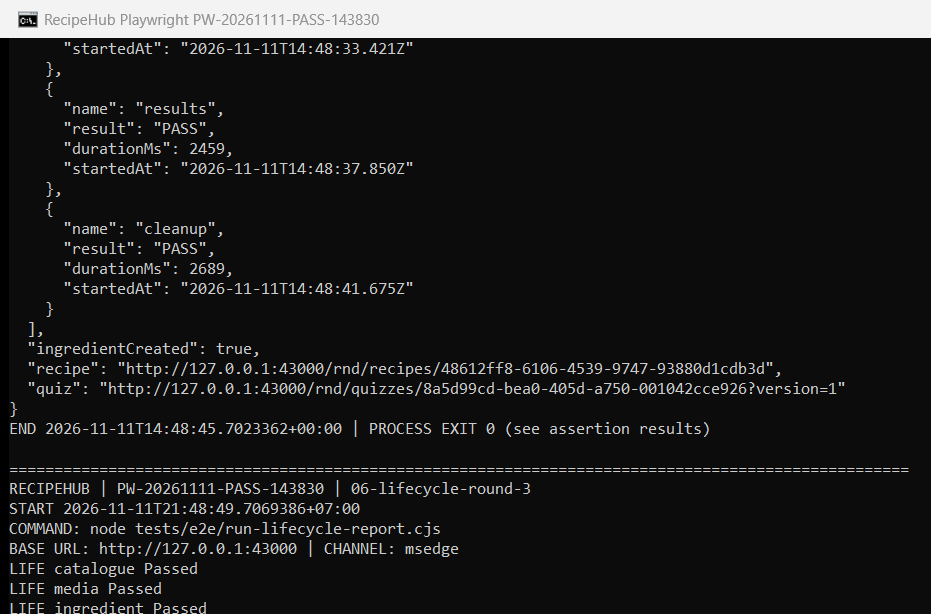 RecipeHub Playwright PW-20261111-PASS-143830
"startedAt": "2026-11-11T14:48:33.421Z"
},
{
"name": "results",
"result": "PASS",
"durationMs": 2459,
"startedAt": "2026-11-11T14:48:37.850Z"
},
{
"name": "cleanup",
"result": "PASS",
"durationMs": 2689,
"startedAt": "2026-11-11T14:48:41.675Z"
}
],
"ingredientCreated": true,
"recipe": "http://127.0.0.1:43000/rnd/recipes/48612ff8-6106-4539-9747-93880d1cdb3d",
"quiz": "http://127.0.0.1:43000/rnd/quizzes/8a5d99cd-bea0-405d-a750-001042cce926?version=1"
}
END 2026-11-11T14:48:45.7023362+00:00 | PROCESS EXIT 0 (see assertion results)
====================================================================================================
RECIPEHUB | PW-20261111-PASS-143830 | 06-lifecycle-round-3
START 2026-11-11T21:48:49.7069386+07:00
COMMAND: node tests/e2e/run-lifecycle-report.cjs
BASE URL: http://127.0.0.1:43000 | CHANNEL: msedge
LIFE catalogue Passed
LIFE media Passed
LIFE ingredient Passed